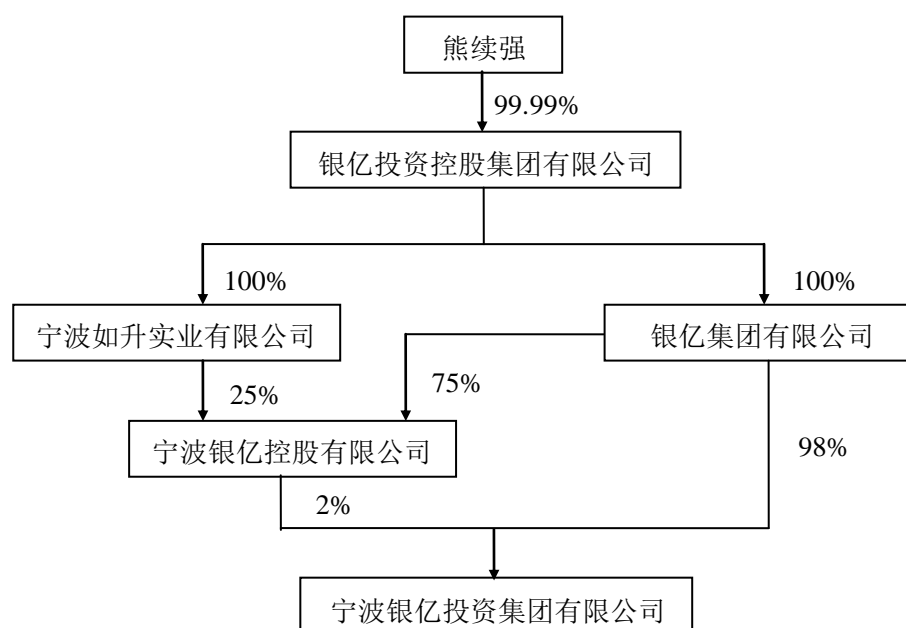 熊续强
99.99%
银亿投资控股集团有限公司
100%
100%
宁波如升实业有限公司
银亿集团有限公司
25%
75%
宁波银亿控股有限公司
98%
2%
宁波银亿投资集团有限公司